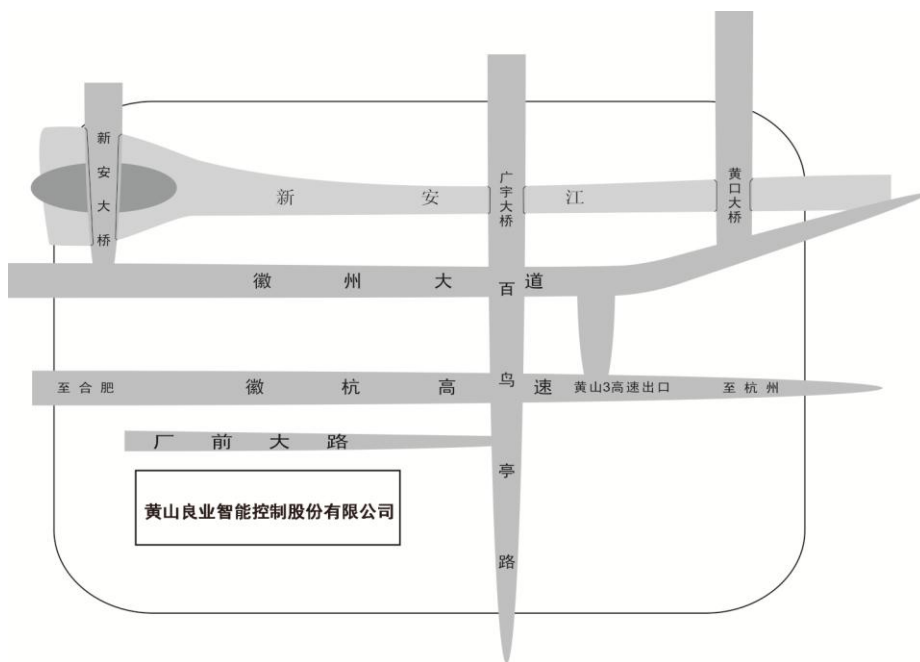 新安大桥
广宇大桥
黄口大桥
新安江
徽州大道
百鸟亭路
徽杭高速
至合肥
黄山3高速出口
至杭州
厂前大路
黄山良业智能控制股份有限公司